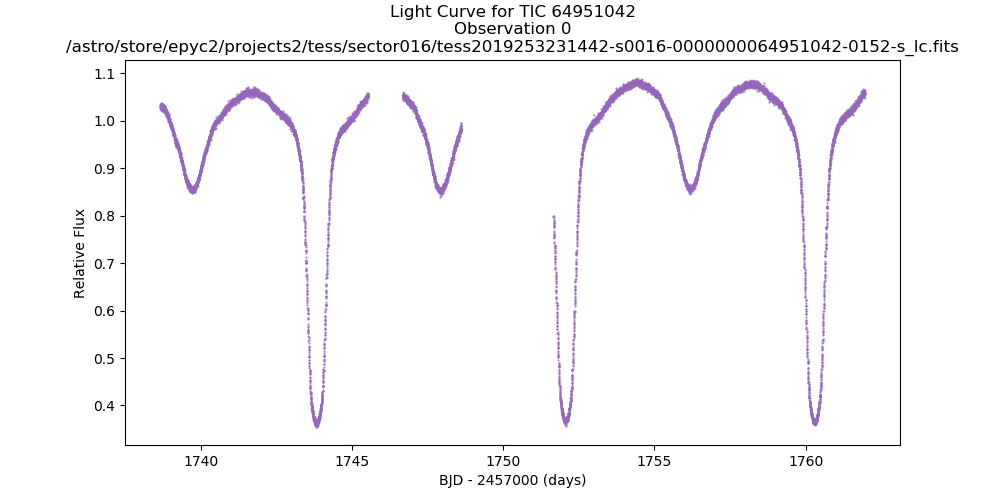 Light Curve for TIC 64951042
Observation 0
/astro/store/epyc2/projects2/tess/sector016/tess2019253231442-s0016-0000000064951042-0152-s_lc.fits
1.1
1.0
0.9
0.8
0.7
0.6
0.5
0.4
Relative Flux
1740 1745 1750 1755 1760
BJD - 2457000 (days)